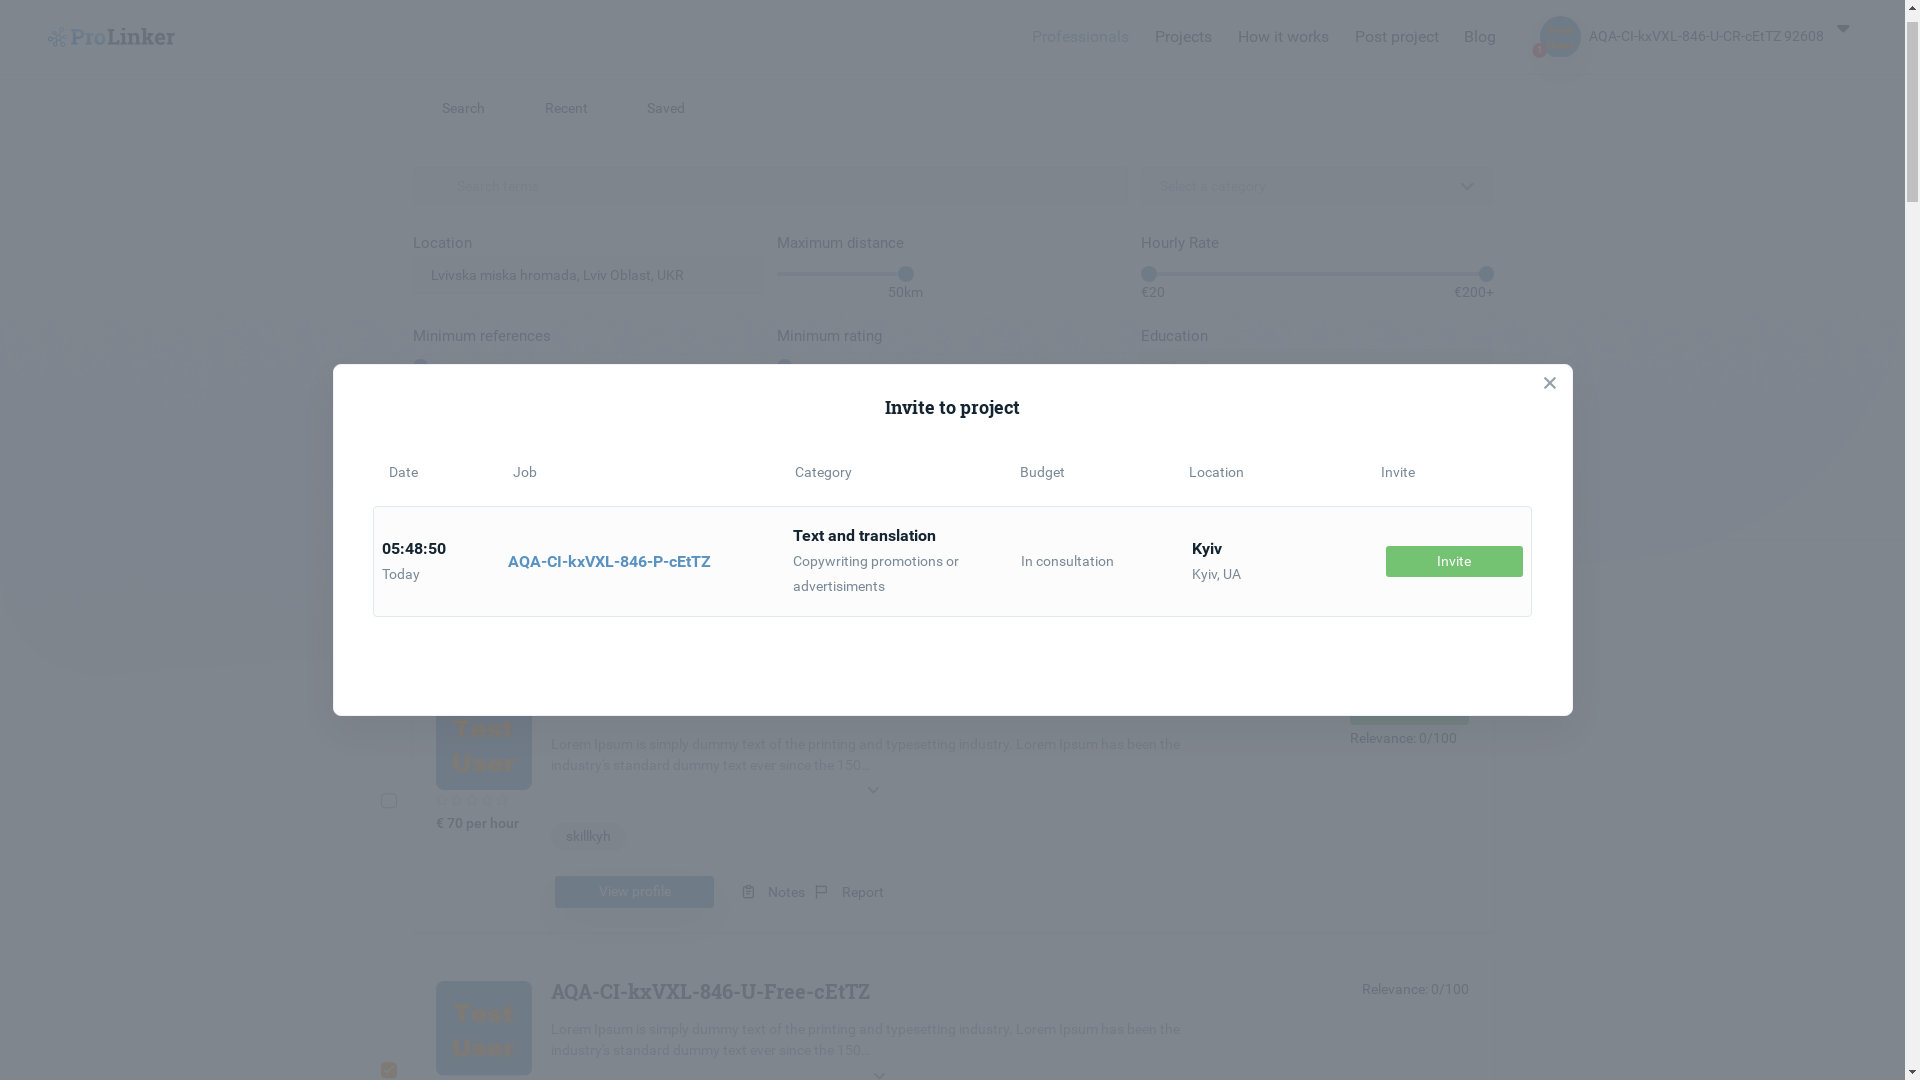 ProLinker
Professionals
Projects
How it works
Post project
Blog
1
AQA-CI-kxVXL-846-U-CR-cEtTZ 92608
Search
Recent
Saved
Search terms
Select a category
Location
Maximum distance
Hourly Rate
Lvivska miska hromada, Lviv Oblast, UKR
50km
€20
€200+
Minimum references
Minimum rating
Education
Invite to project
Date
Job
Category
Budget
Location
Invite
05:48:50
Today
AQA-CI-kxVXL-846-P-cEtTZ
Text and translation
Copywriting promotions or
advertisiments
In consultation
Kyiv
Kyiv, UA
Invite
Test
User
Lorem Ipsum is simply dummy text of the printing and typesetting industry. Lorem Ipsum has been the
industry's standard dummy text ever since the 150...
Relevance: 0/100
€ 70 per hour
skillkyh
View profile
Notes
Report
Test
User
AQA-CI-kxVXL-846-U-Free-cEtTZ
Relevance: 0/100
Lorem Ipsum is simply dummy text of the printing and typesetting industry. Lorem Ipsum has been the
industry's standard dummy text ever since the 150...